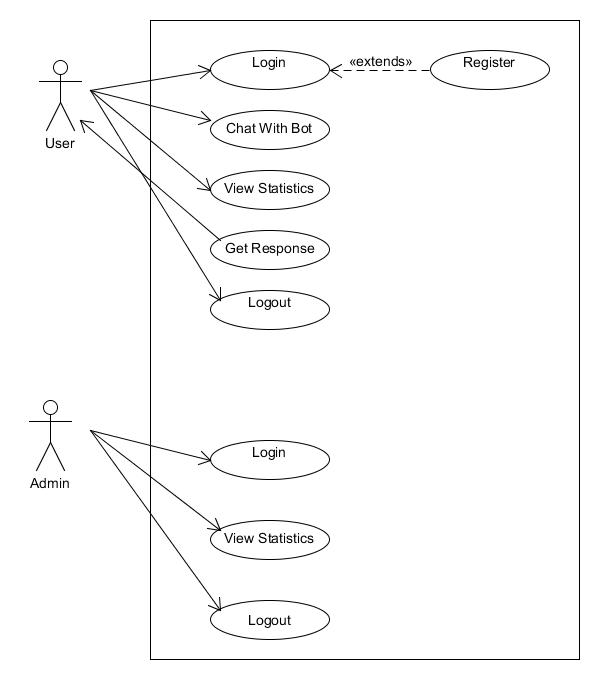 Login
«extends»
Register
User
Chat With Bot
View Statistics
Get Response
Logout
Admin
Login
View Statistics
Logout